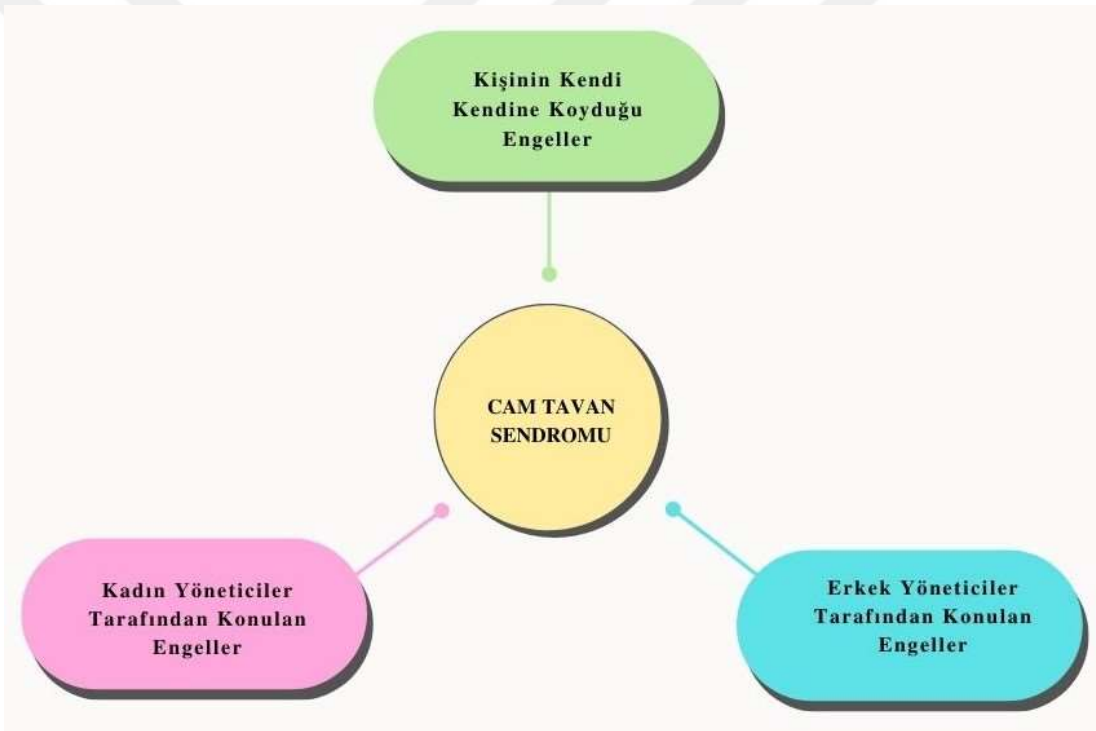 Kişinin Kendi
Kendine Koyduğu
Engeller
CAM TAVAN
SENDROMU
Kadın Yöneticiler
Tarafından Konulan
Engeller
Erkek Yöneticiler
Tarafından Konulan
Engeller